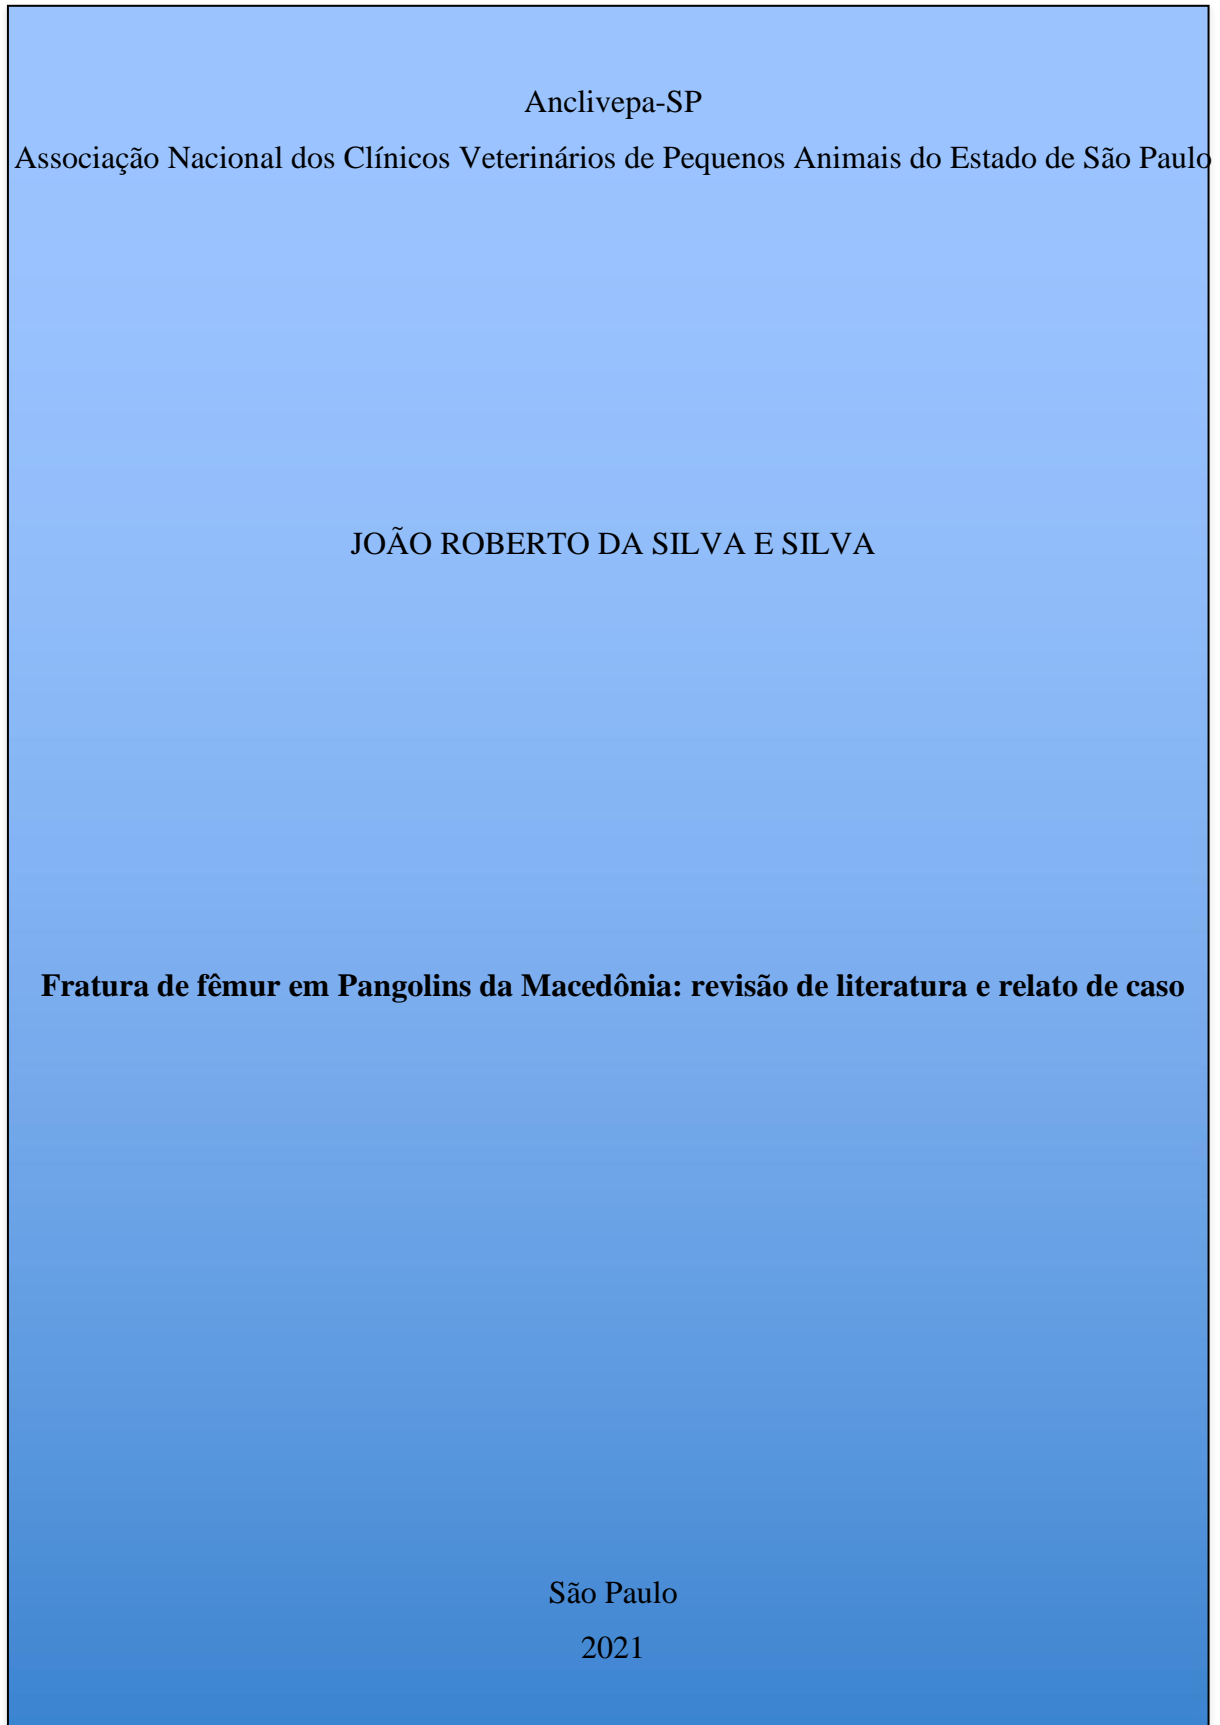 Anclivepa-SP
Associação Nacional dos Clínicos Veterinários de Pequenos Animais do Estado de São Paulo
JOÃO ROBERTO DA SILVA E SILVA
Fratura de fêmur em Pangolins da Macedônia: revisão de literatura e relato de caso
São Paulo
2021